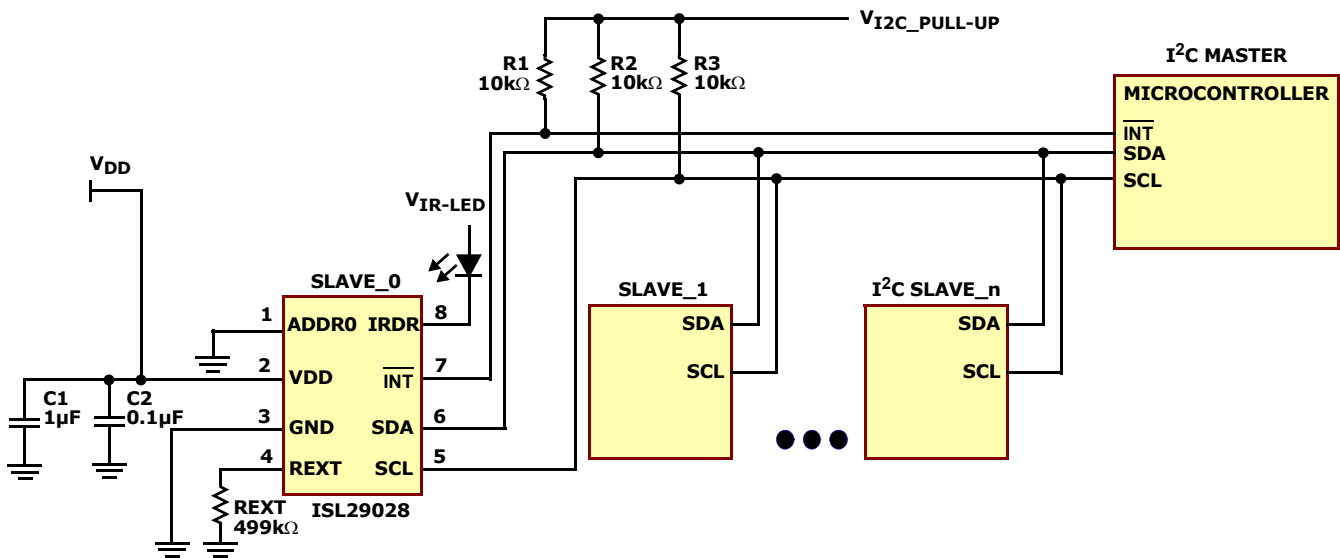 V_I2C_PULL-UP
R1
10kΩ
R2
10kΩ
R3
10kΩ
I²C MASTER
MICROCONTROLLER
INT
SDA
SCL
V_DD
V_IR-LED
SLAVE_0
1
ADDR0
IRDR
8
2
VDD
INT
7
3
GND
SDA
6
4
REXT
SCL
5
ISL29028
C1
1µF
C2
0.1µF
REXT
499kΩ
SLAVE_1
SDA
SCL
I²C SLAVE_n
SDA
SCL